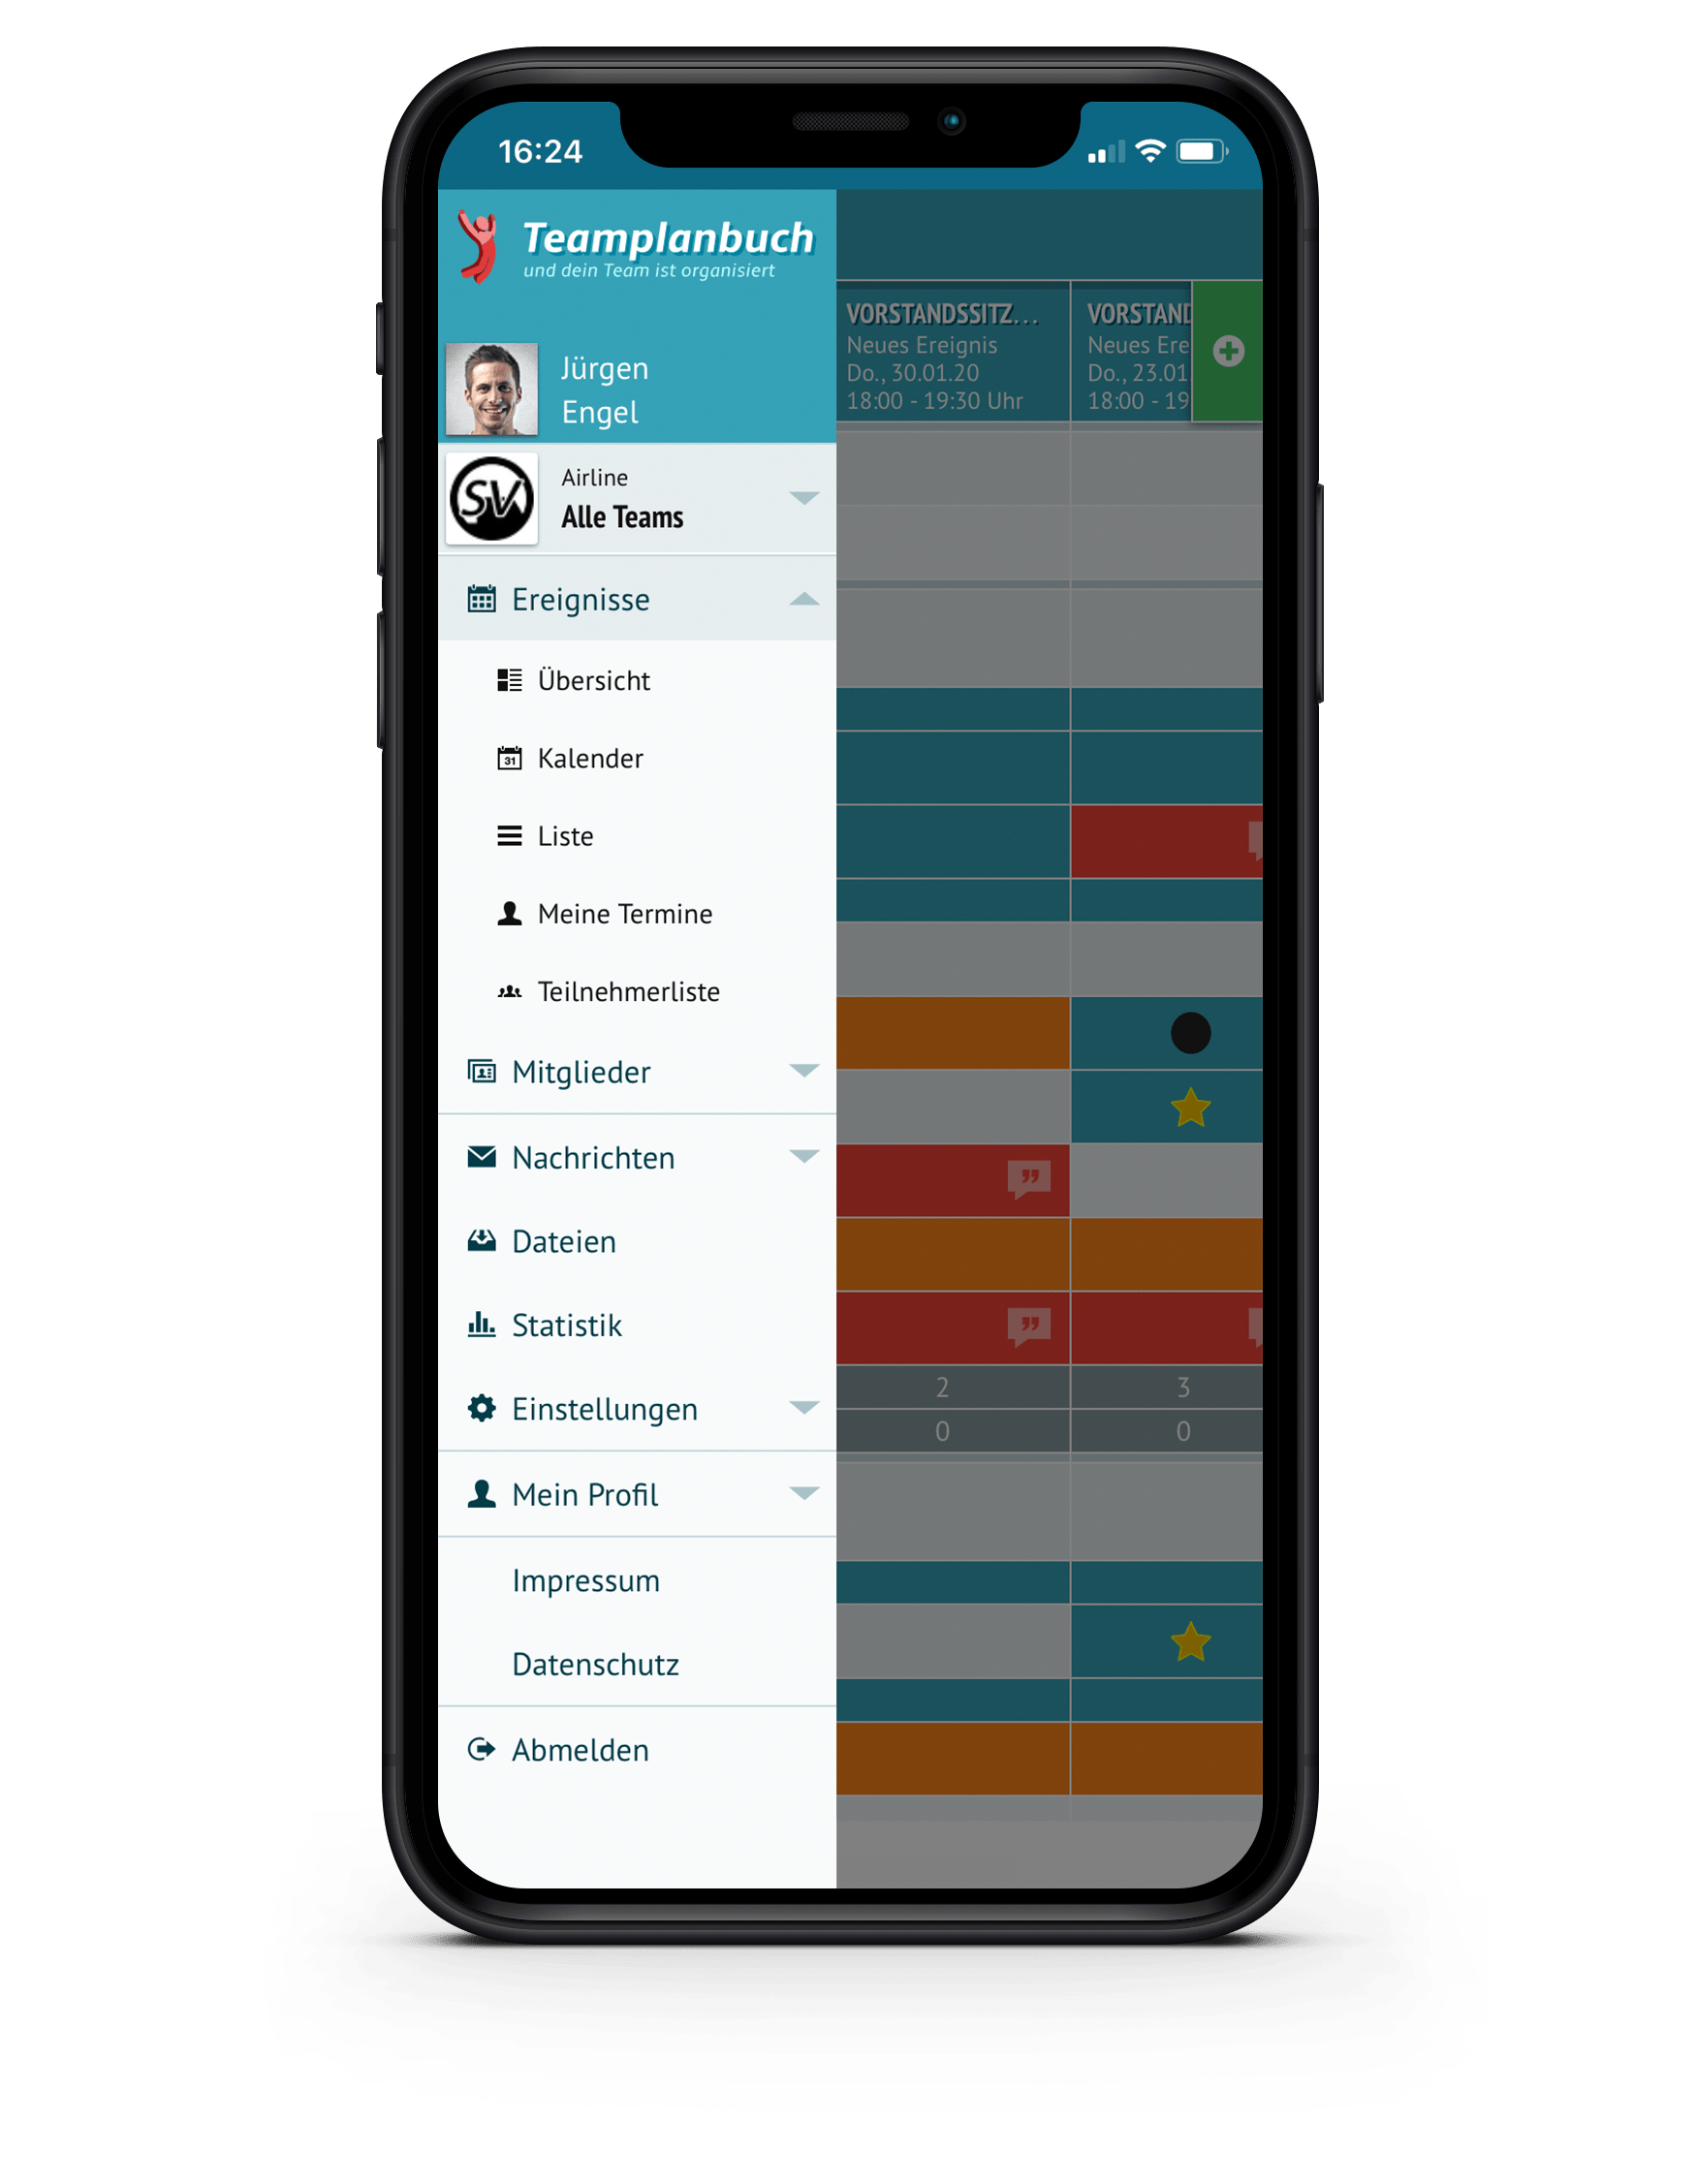 16:24
Teamplanbuch
und dein Team ist organisiert
Jürgen
Engel
SV
Airline
Alle Teams
Ereignisse
Übersicht
31
Kalender
Liste
Meine Termine
Teilnehmerliste
Mitglieder
Nachrichten
Dateien
Statistik
Einstellungen
Mein Profil
Impressum
Datenschutz
Abmelden
VORSTANDSSITZ...
Neues Ereignis
Do., 30.01.20
18:00 - 19:30 Uhr
VORSTAND
Neues Ere
Do., 23.01
18:00 - 19
2
3
0
0